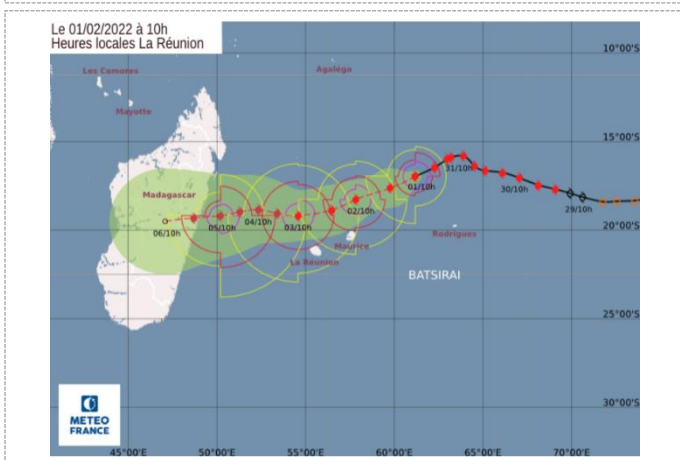 Le 01/02/2022 à 10h
Heures locales La Réunion
10°00'S
Les Comores
Agaléga
Mayotte
15°00'S
31/10h
01/10h
30/10h
Madagascar
02/10h
29/10h
04/10h
05/10h
03/10h
06/10h
20°00'S
Maurice
Rodrigues
La Réunion
BATSIRAI
25°00'S
30°00'S
METEO
FRANCE
45°00'E
50°00'E
55°00'E
60°00'E
65°00'E
70°00'E